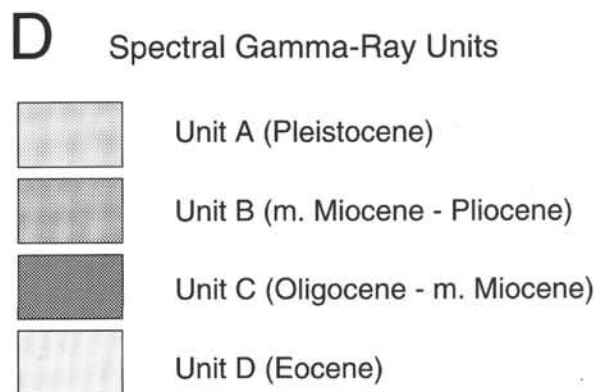 D Spectral Gamma-Ray Units
Unit A (Pleistocene)
Unit B (m. Miocene - Pliocene)
Unit C (Oligocene - m. Miocene)
Unit D (Eocene)